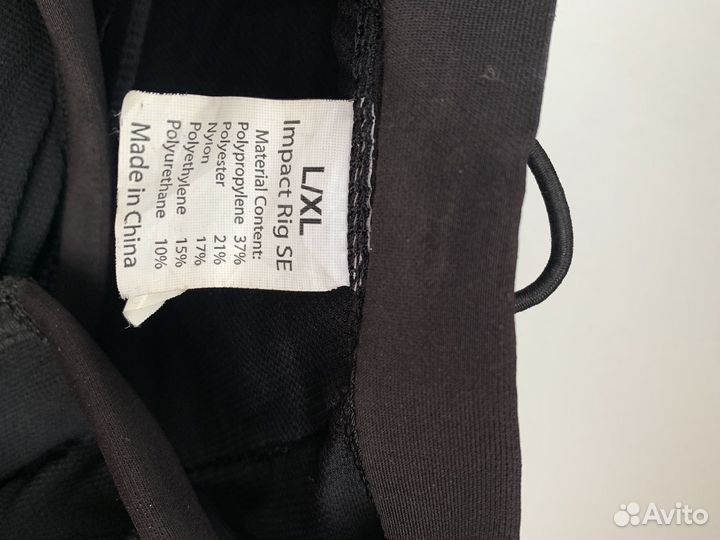 L/XL
Impact Rig SE
Material Content:
Polypropylene 37%
Polyester 21%
Nylon 17%
Polyethylene 15%
Polyurethane 10%
Made in China
Avito